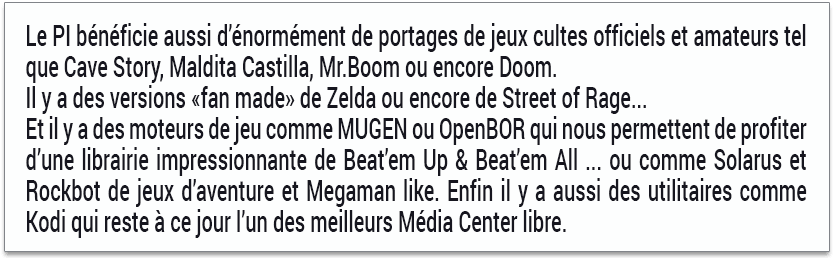 Le PI bénéficie aussi d’énormément de portages de jeux cultes officiels et amateurs tel
que Cave Story, Maldita Castilla, Mr.Boom ou encore Doom.
Il y a des versions «fan made» de Zelda ou encore de Street of Rage...
Et il y a des moteurs de jeu comme MUGEN ou OpenBOR qui nous permettent de profiter
d’une librairie impressionnante de Beat’em Up & Beat’em All ... ou comme Solarus et
Rockbot de jeux d’aventure et Megaman like. Enfin il y a aussi des utilitaires comme
Kodi qui reste à ce jour l’un des meilleurs Média Center libre.